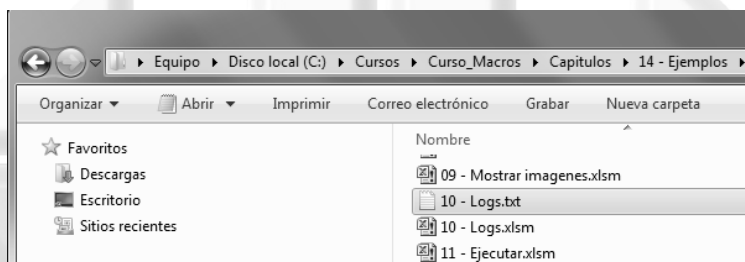 Equipo Disco local (C:) Cursos Curso_Macros Capitulos 14 - Ejemplos
Organizar Abrir Imprimir Correo electrónico Grabar Nueva carpeta
Favoritos
Descargas
Escritorio
Sitios recientes
Nombre
09 - Mostrar imagenes.xlsm
10 - Logs.txt
10 - Logs.xlsm
11 - Ejecutar.xlsm